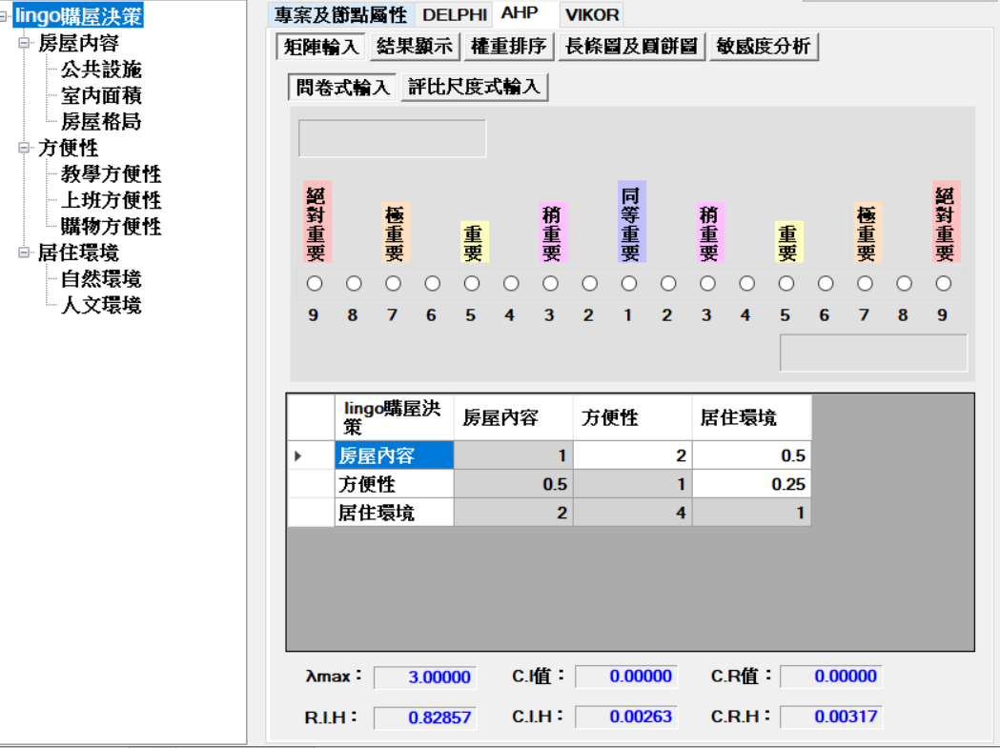 lingo購屋決策
房屋內容
公共設施
室內面積
房屋格局
方便性
教學方便性
上班方便性
購物方便性
居住環境
自然環境
人文環境
專案及節點屬性 DELPHI AHP VIKOR
矩陣輸入 結果顯示 權重排序 長條圖及圓餅圖 敏感度分析
問卷式輸入 評比尺度式輸入
絕對重要 極重要 重要 稍重要 同等重要 稍重要 重要 極重要 絕對重要
9 8 7 6 5 4 3 2 1 2 3 4 5 6 7 8 9
lingo購屋決策 房屋內容 方便性 居住環境
房屋內容 1 2 0.5
方便性 0.5 1 0.25
居住環境 2 4 1
λmax： 3.00000 C.I值： 0.00000 C.R值： 0.00000
R.I.H： 0.82857 C.I.H： 0.00263 C.R.H： 0.00317